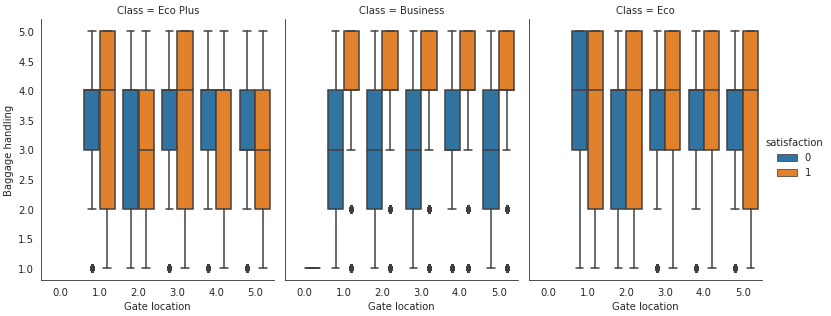 Class = Eco Plus
Class = Business
Class = Eco
Baggage handling
5.0
4.5
4.0
3.5
3.0
2.5
2.0
1.5
1.0
0.0 1.0 2.0 3.0 4.0 5.0
0.0 1.0 2.0 3.0 4.0 5.0
0.0 1.0 2.0 3.0 4.0 5.0
Gate location
Gate location
Gate location
satisfaction
0
1